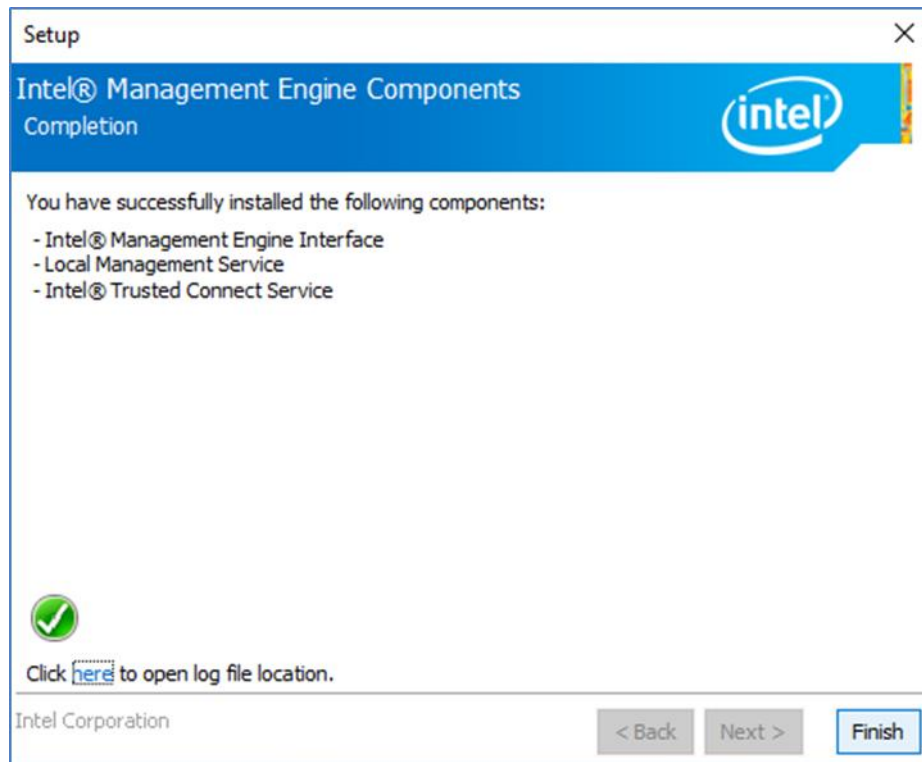 Setup
Intel® Management Engine Components
Completion
intel
You have successfully installed the following components:
- Intel® Management Engine Interface
- Local Management Service
- Intel® Trusted Connect Service
Click here to open log file location.
Intel Corporation
< Back
Next >
Finish